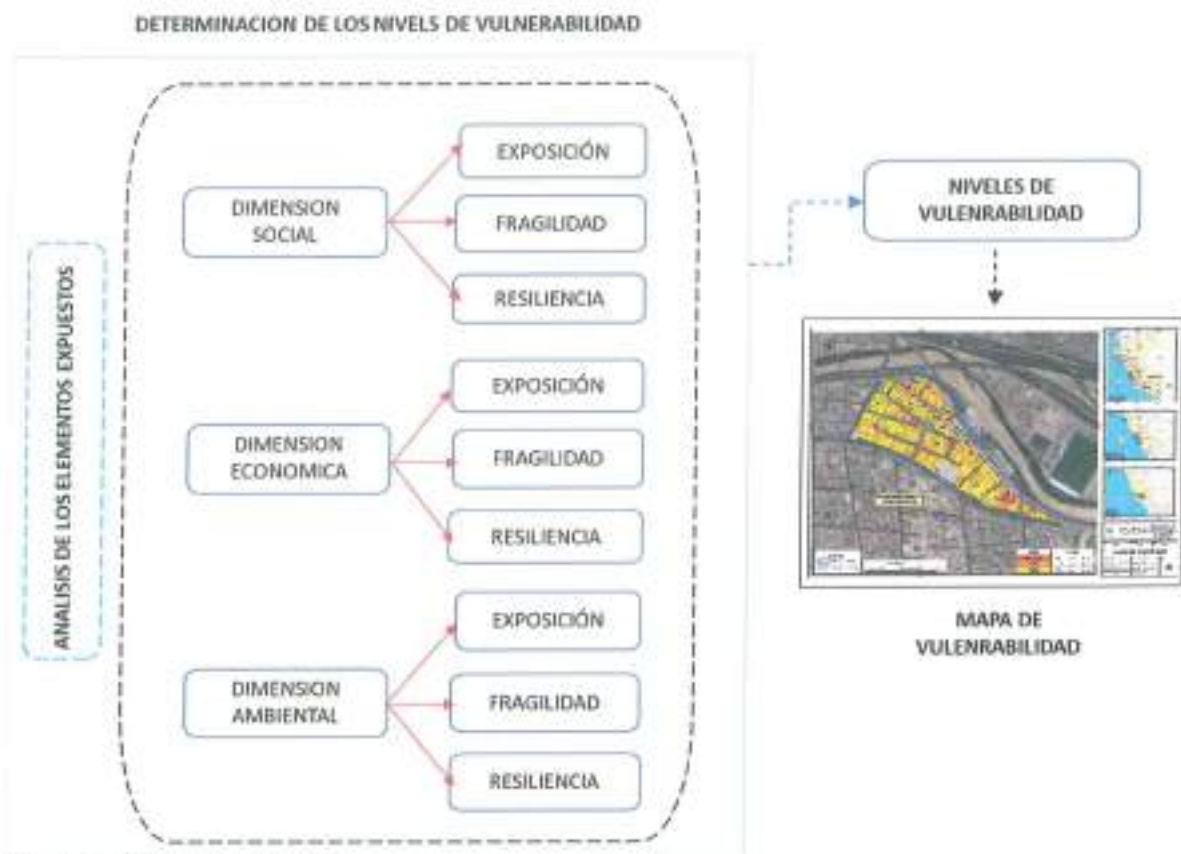 DETERMINACION DE LOS NIVELS DE VULNERABILIDAD
ANALISIS DE LOS ELEMENTOS EXPUESTOS
DIMENSION
SOCIAL
EXPOSICIÓN
FRAGILIDAD
RESILIENCIA
DIMENSION
ECONOMICA
EXPOSICIÓN
FRAGILIDAD
RESILIENCIA
DIMENSION
AMBIENTAL
EXPOSICIÓN
FRAGILIDAD
RESILIENCIA
NIVELES DE
VULENRABILIDAD
MAPA DE
VULENRABILIDAD